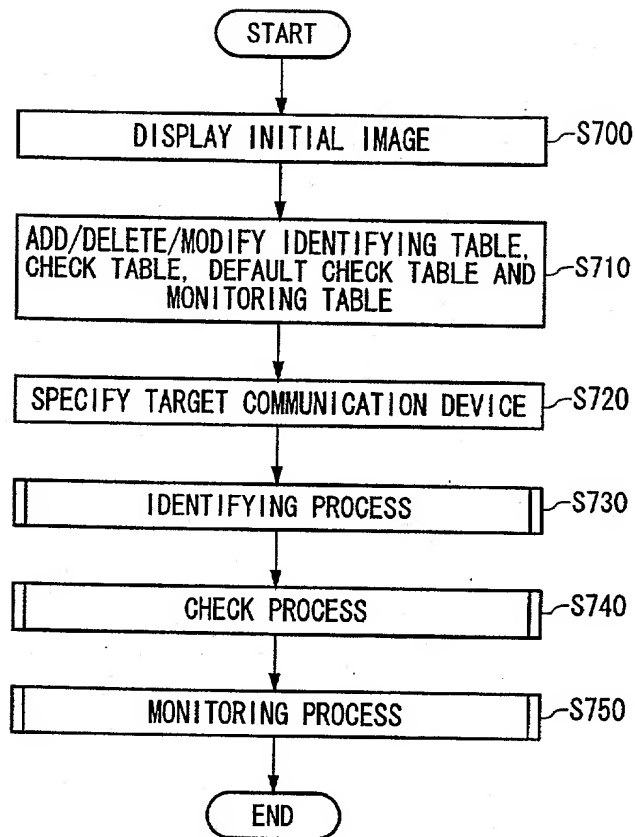 START
DISPLAY INITIAL IMAGE
S700
ADD/DELETE/MODIFY IDENTIFYING TABLE,
CHECK TABLE, DEFAULT CHECK TABLE AND
MONITORING TABLE
S710
SPECIFY TARGET COMMUNICATION DEVICE
S720
IDENTIFYING PROCESS
S730
CHECK PROCESS
S740
MONITORING PROCESS
S750
END